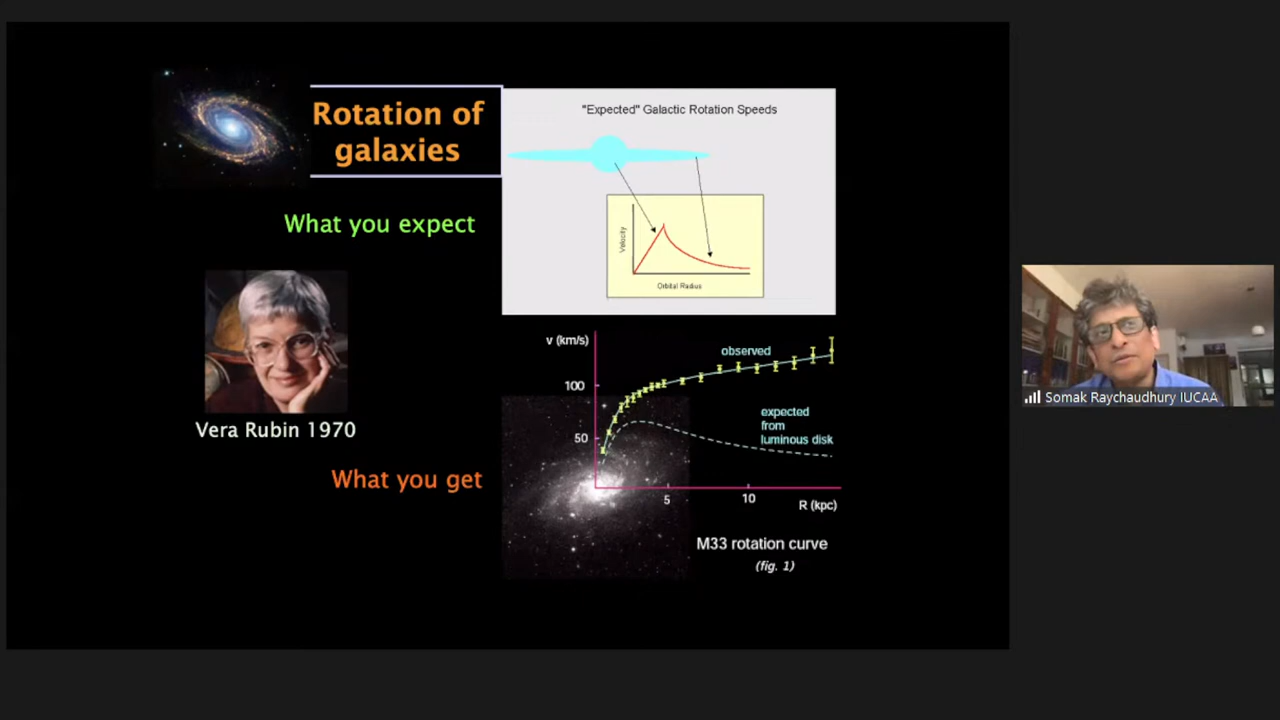 Rotation of
galaxies
"Expected" Galactic Rotation Speeds
Velocity
Orbital Radius
What you expect
Vera Rubin 1970
What you get
v (km/s)
100
50
observed
expected
from
luminous disk
5
10
R (kpc)
M33 rotation curve
(fig. 1)
Somak Raychaudhury IUCAA